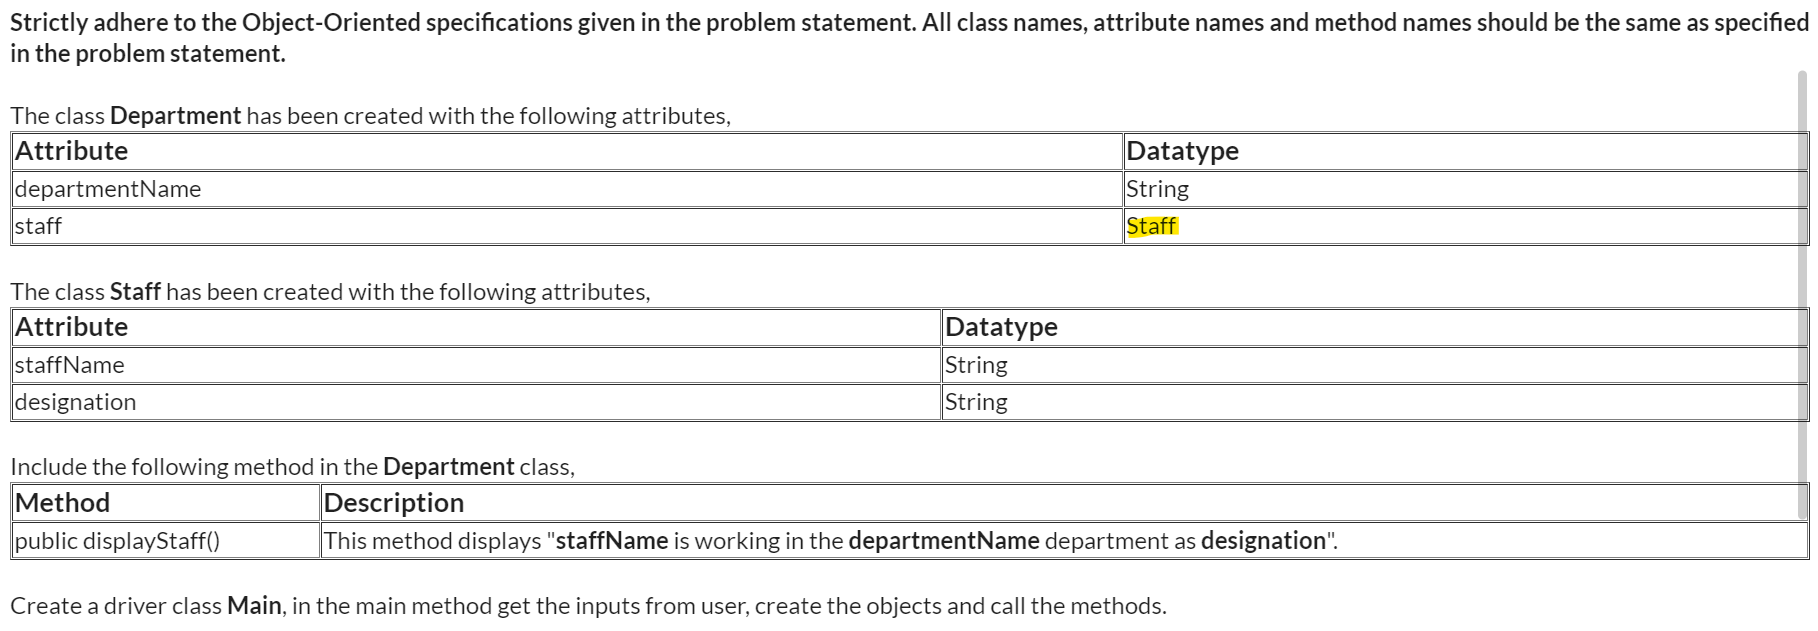 Strictly adhere to the Object-Oriented specifications given in the problem statement. All class names, attribute names and method names should be the same as specified
in the problem statement.
The class Department has been created with the following attributes,
Attribute Datatype
departmentName String
staff Staff
The class Staff has been created with the following attributes,
Attribute Datatype
staffName String
designation String
Include the following method in the Department class,
Method Description
public displayStaff() This method displays "staffName is working in the departmentName department as designation".
Create a driver class Main, in the main method get the inputs from user, create the objects and call the methods.